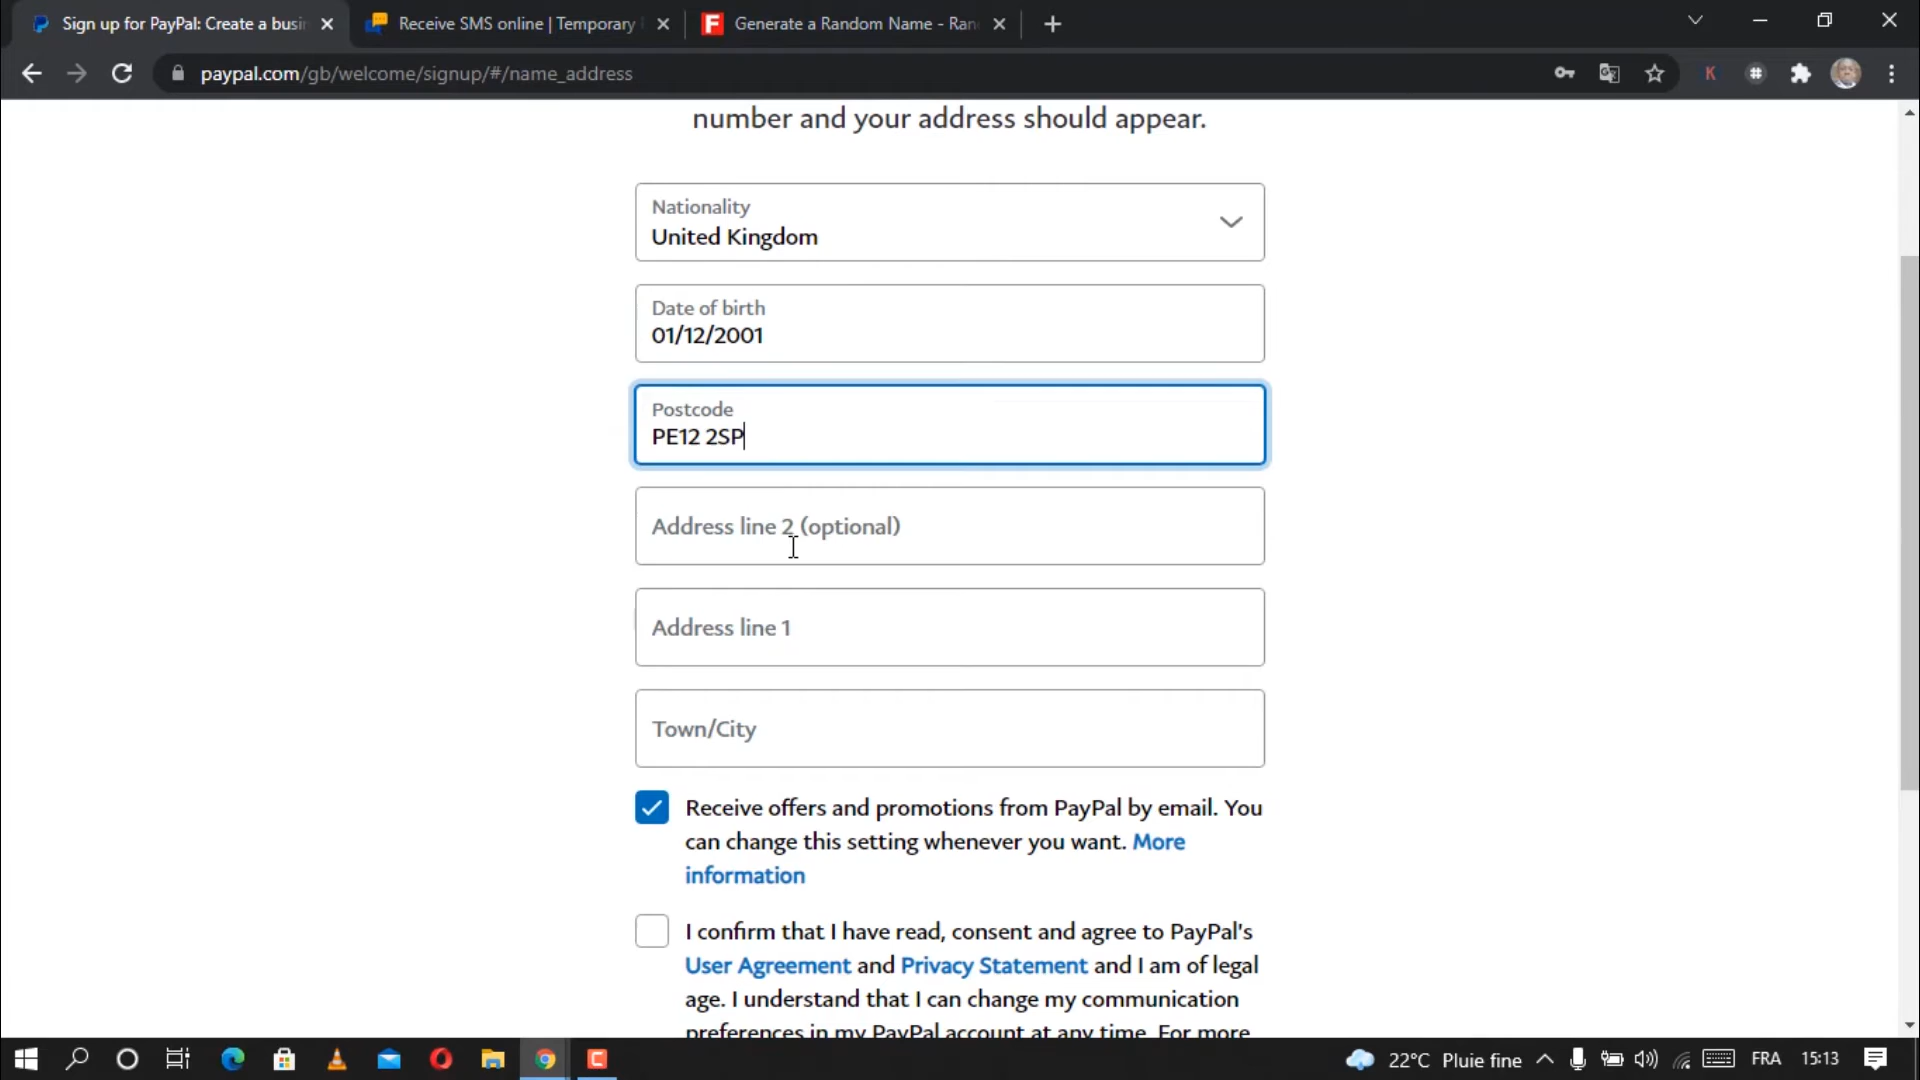 Sign up for PayPal: Create a busi
Receive SMS online | Temporary
Generate a Random Name - Ran
paypal.com/gb/welcome/signup/#/name_address
K
number and your address should appear.
Nationality
United Kingdom
Date of birth
01/12/2001
Postcode
PE12 2SP
Address line 2 (optional)
Address line 1
Town/City
Receive offers and promotions from PayPal by email. You
can change this setting whenever you want. More
information
I confirm that I have read, consent and agree to PayPal's
User Agreement and Privacy Statement and I am of legal
age. I understand that I can change my communication
preferences in my PayPal account at any time. For more
22°C Pluie fine
FRA
15:13